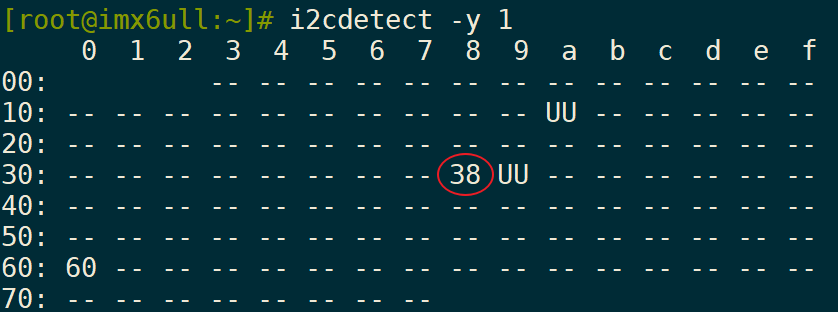 [root@imx6ull:~]# i2cdetect -y 1
     0  1  2  3  4  5  6  7  8  9  a  b  c  d  e  f
00:          -- -- -- -- -- -- -- -- -- -- -- -- --
10: -- -- -- -- -- -- -- -- -- -- UU -- -- -- -- --
20: -- -- -- -- -- -- -- -- -- -- -- -- -- -- -- --
30: -- -- -- -- -- -- -- -- 38 UU -- -- -- -- -- --
40: -- -- -- -- -- -- -- -- -- -- -- -- -- -- -- --
50: -- -- -- -- -- -- -- -- -- -- -- -- -- -- -- --
60: 60 -- -- -- -- -- -- -- -- -- -- -- -- -- -- --
70: -- -- -- -- -- -- -- --